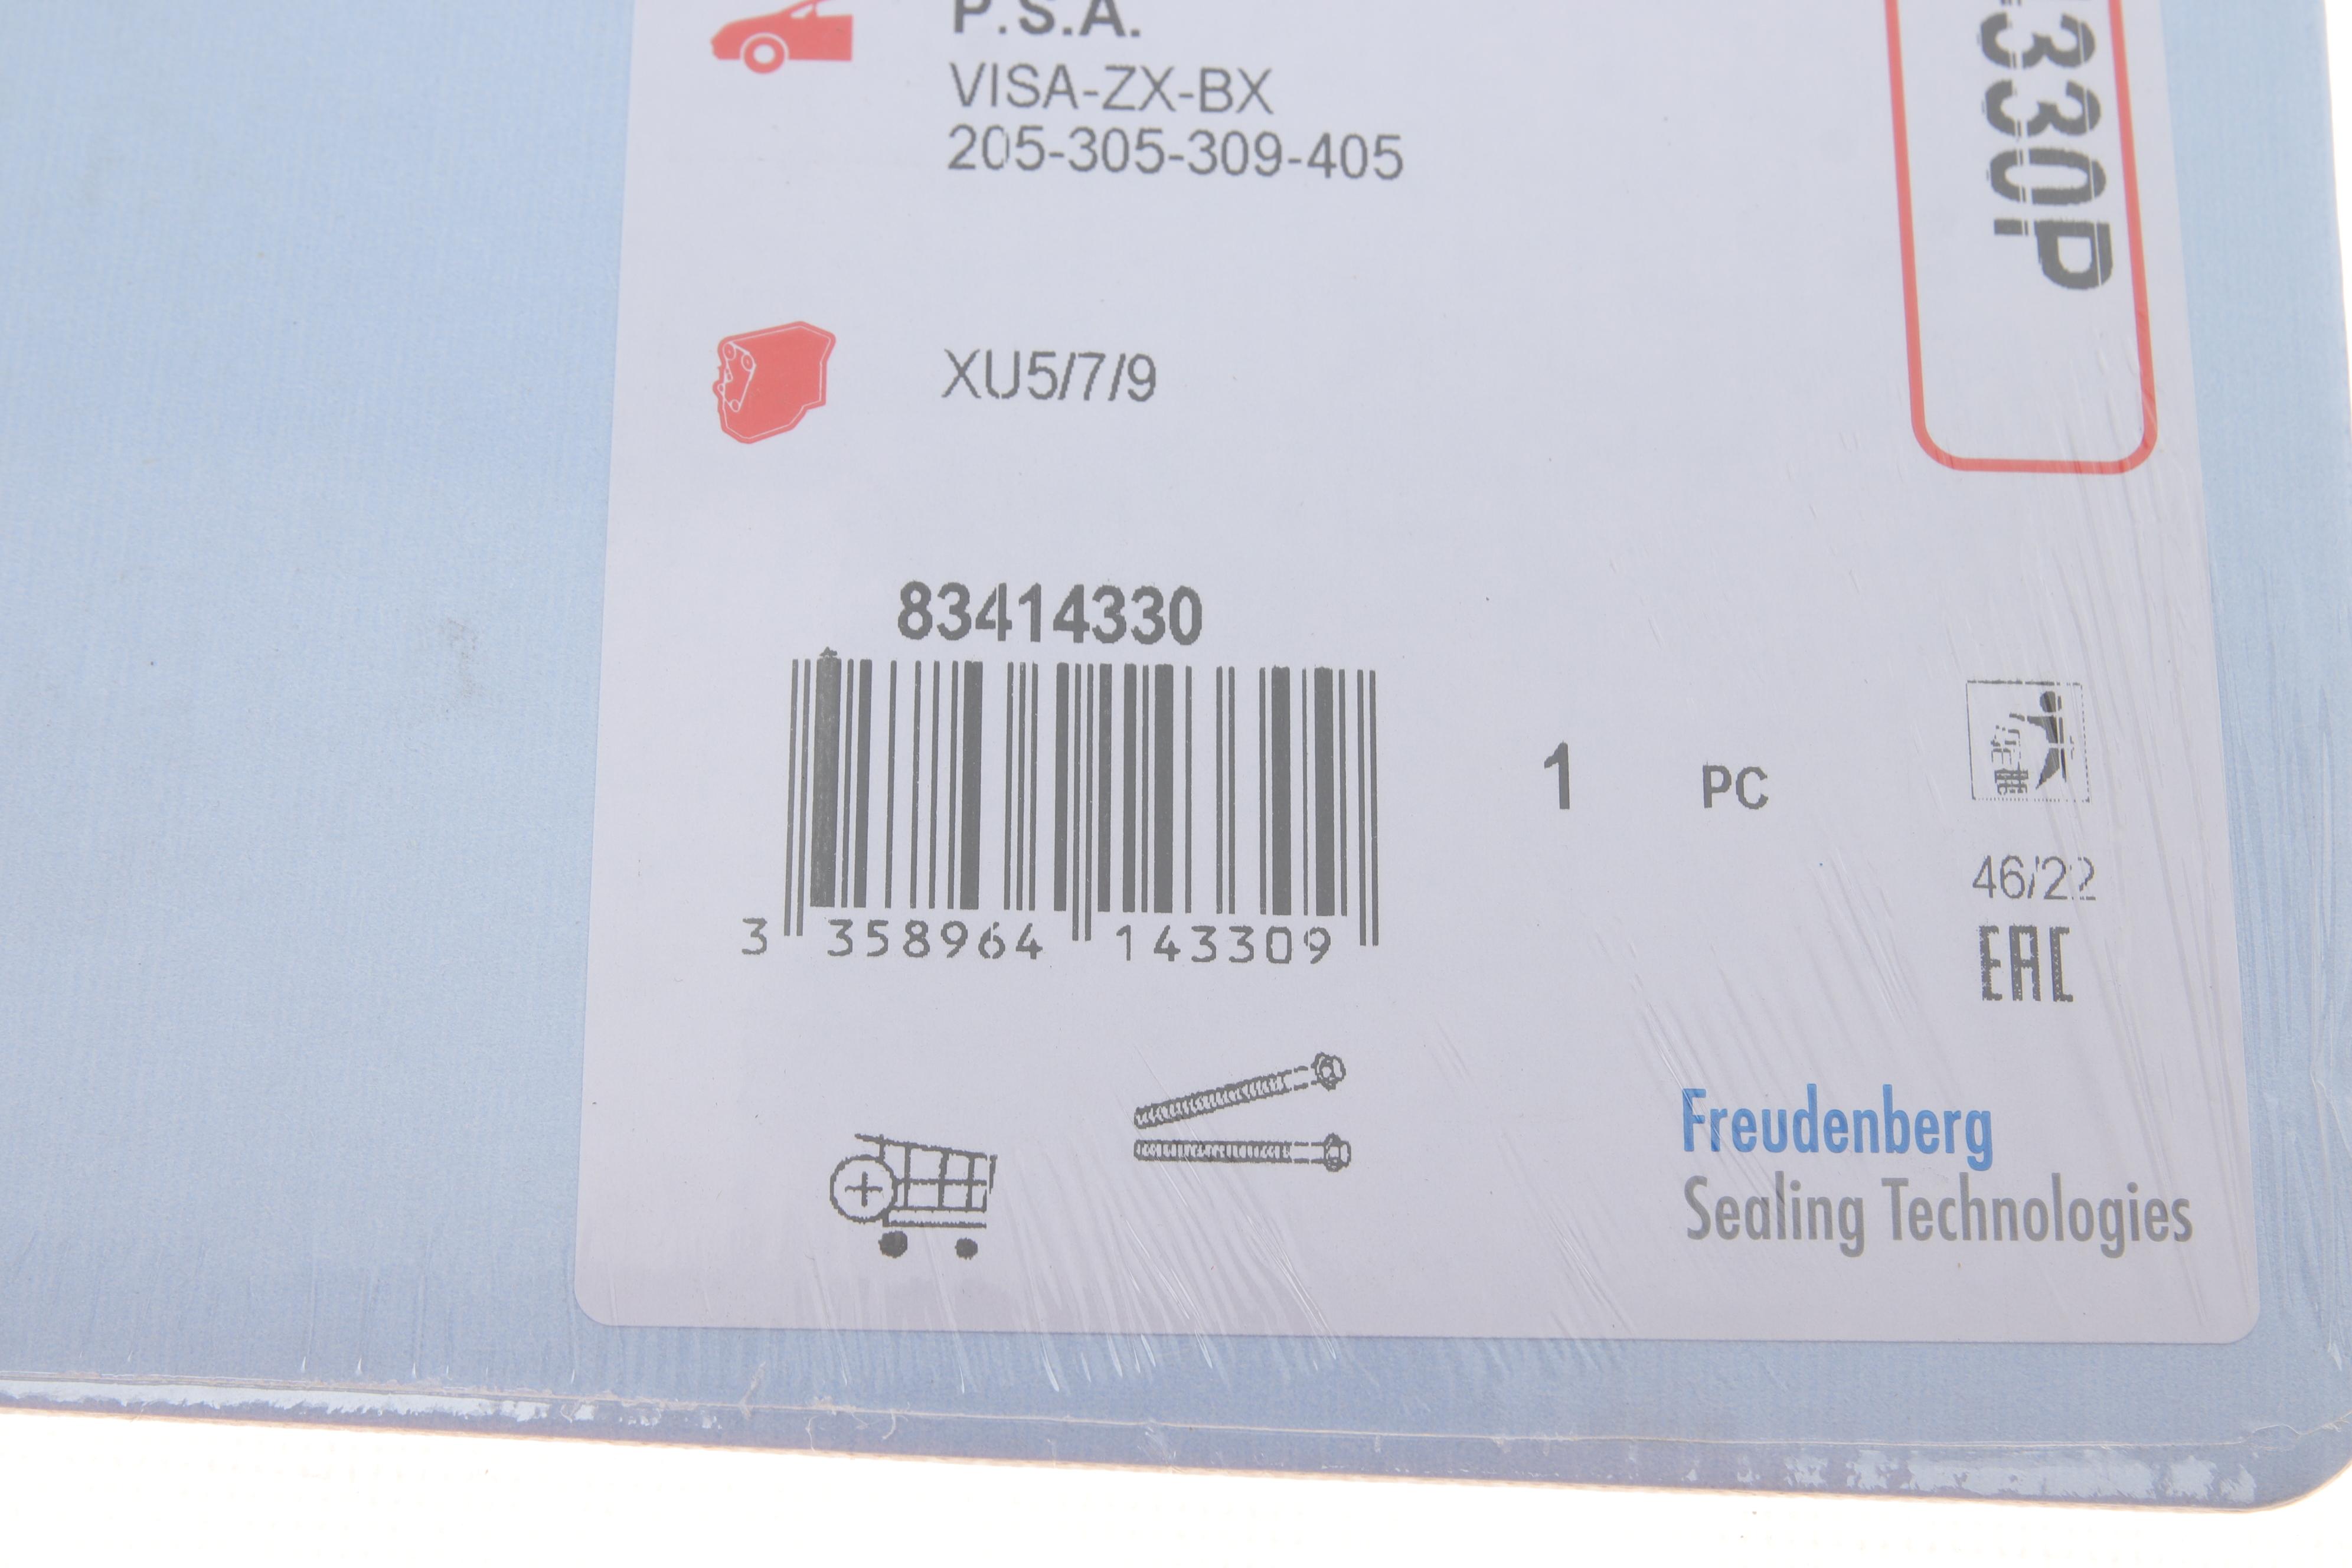 P.S.A.
VISA-ZX-BX
205-305-309-405
330P
XU5/7/9
83414330
3 358964 143309
1 PC
46/22
EAC
Freudenberg
Sealing Technologies